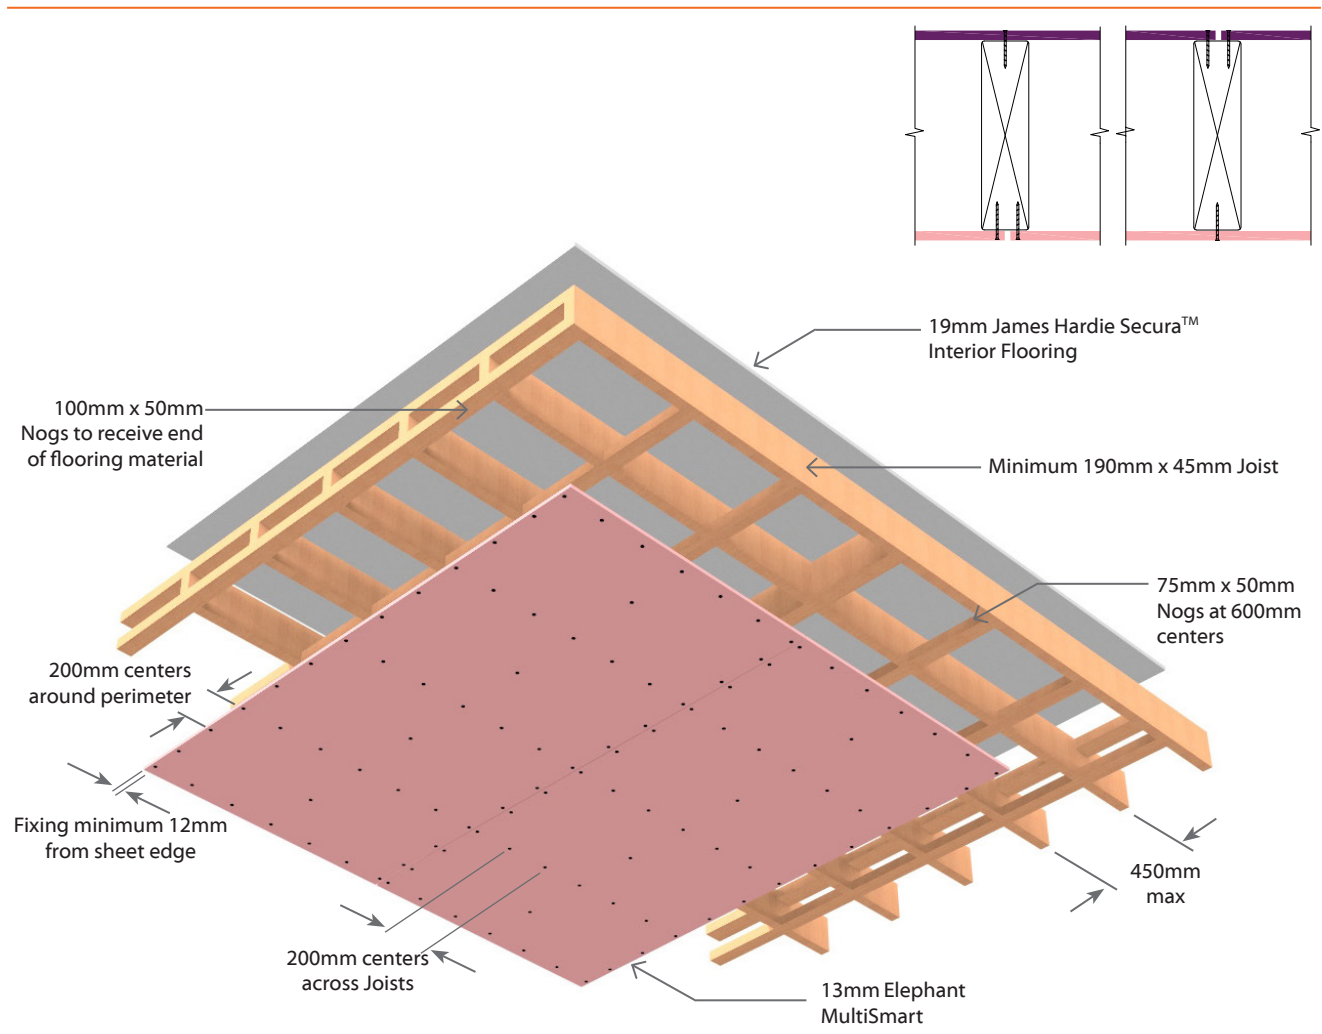 19mm James Hardie Secura™
Interior Flooring
100mm x 50mm
Nogs to receive end
of flooring material
Minimum 190mm x 45mm Joist
75mm x 50mm
Nogs at 600mm
centers
200mm centers
around perimeter
Fixing minimum 12mm
from sheet edge
450mm
max
200mm centers
across Joists
13mm Elephant
MultiSmart